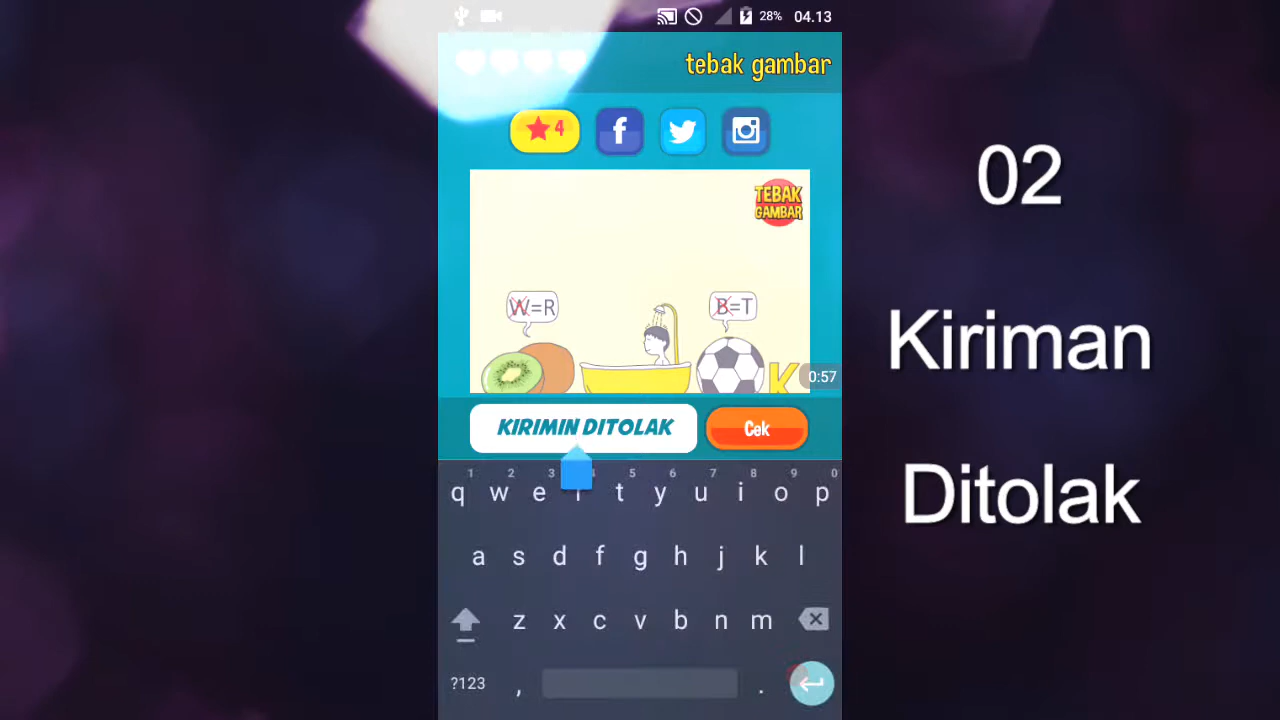 28% 04.13
tebak gambar
4
TEBAK
GAMBAR
W=R
B=T
K
0:57
KIRIMIN DITOLAK
Cek
1 2 3 4 5 6 7 8 9 0
q w e r t y u i o p
a s d f g h j k l
z x c v b n m
?123 , .
02
Kiriman
Ditolak